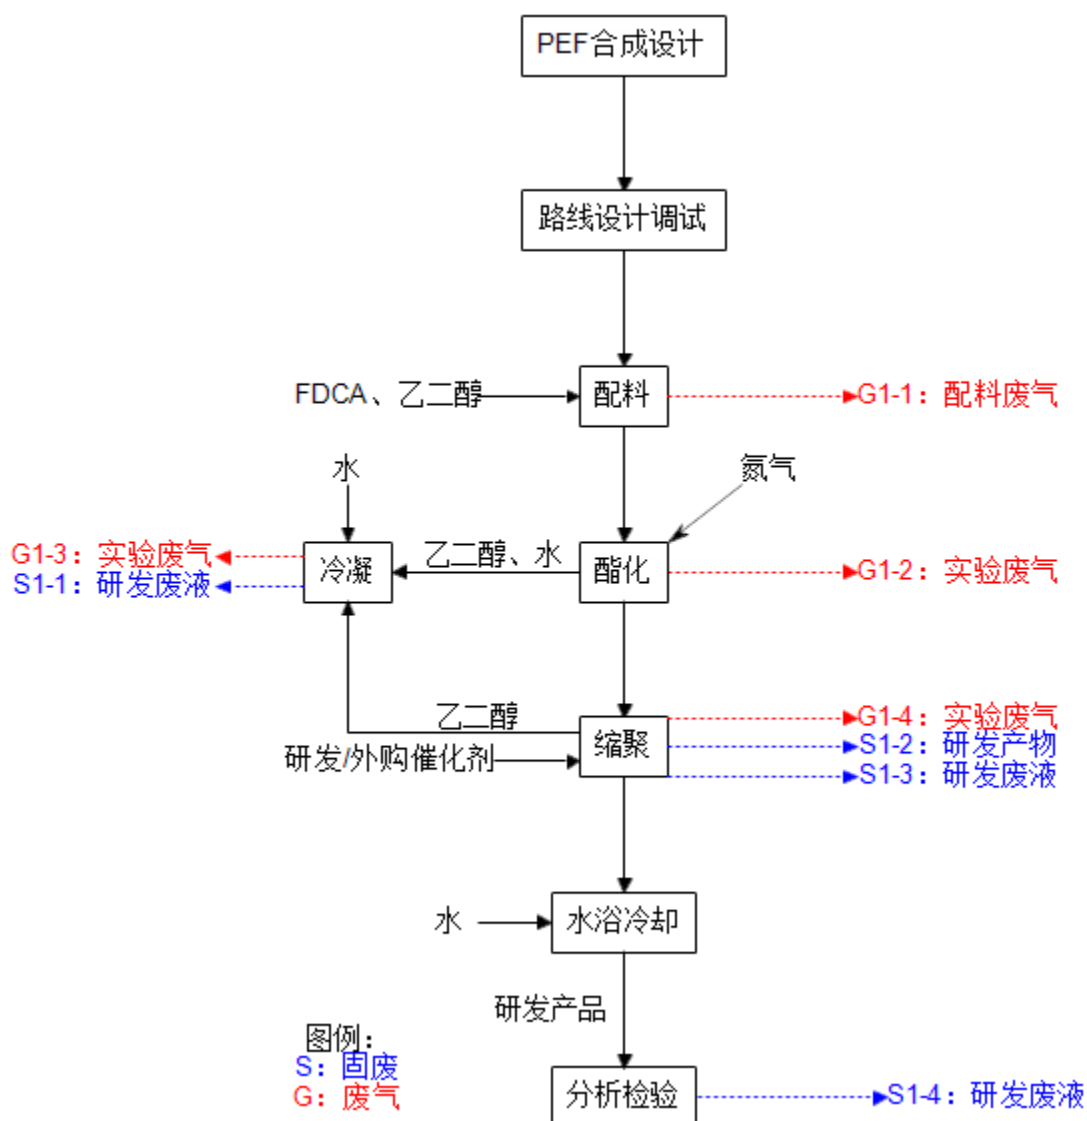 PEF合成设计
路线设计调试
FDCA、乙二醇
配料
G1-1：配料废气
水
氮气
G1-3：实验废气
S1-1：研发废液
冷凝
乙二醇、水
酯化
G1-2：实验废气
乙二醇
研发/外购催化剂
缩聚
G1-4：实验废气
S1-2：研发产物
S1-3：研发废液
水
水浴冷却
研发产品
图例：
S：固废
G：废气
分析检验
S1-4：研发废液